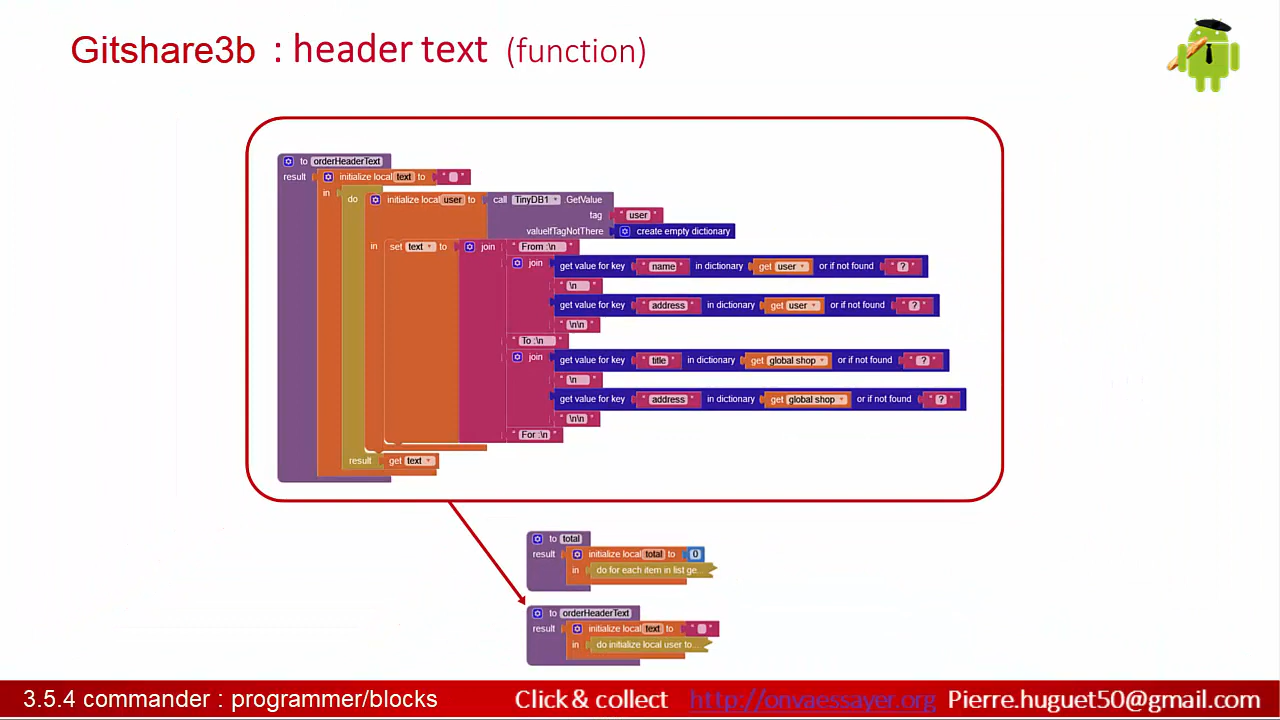 Gitshare3b : header text (function)
to orderHeaderText
result initialize local text to " "
in
do initialize local user to call TinyDB1 .GetValue
tag " user "
valueIfTagNotThere create empty dictionary
in set text to join " From :\n "
join get value for key " name " in dictionary get user or if not found " ? "
" \n "
get value for key " address " in dictionary get user or if not found " ? "
" \n\n "
" To :\n "
join get value for key " title " in dictionary get global shop or if not found " ? "
" \n "
get value for key " address " in dictionary get global shop or if not found " ? "
" \n\n "
" For :\n "
result get text
to total
result initialize local total to 0
in do for each item in list ge...
to orderHeaderText
result initialize local text to " "
in do initialize local user to...
3.5.4 commander : programmer/blocks Click & collect http://onvaessayer.org Pierre.huguet50@gmail.com